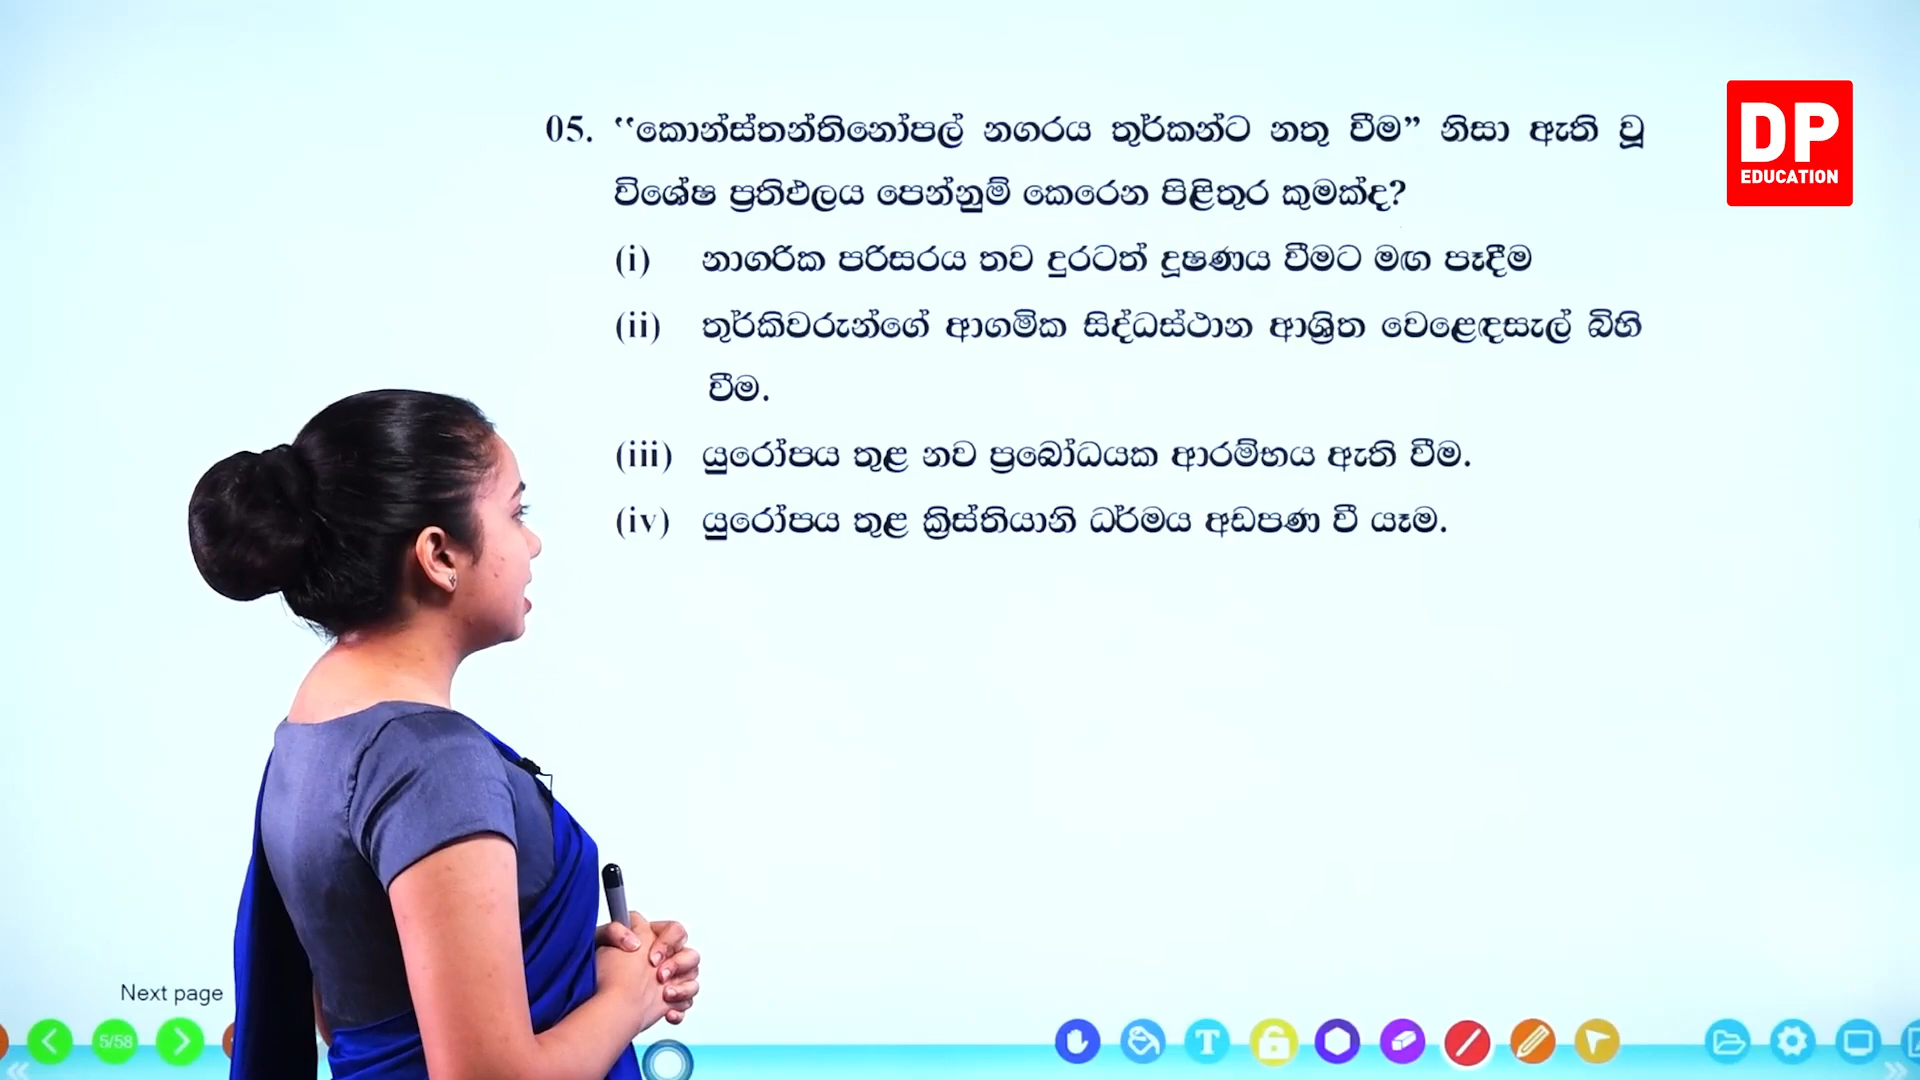 05. “කොන්ස්තන්තිනෝපල් නගරය තුර්කන්ට නතු වීම” නිසා ඇති වූ
විශේෂ ප්‍රතිඵලය පෙන්නුම් කෙරෙන පිළිතුර කුමක්ද?
(i) නාගරික පරිසරය තව දුරටත් දූෂණය වීමට මඟ පෑදීම
(ii) තුර්කිවරුන්ගේ ආගමික සිද්ධස්ථාන ආශ්‍රිත වෙළෙඳසැල් බිහි
වීම.
(iii) යුරෝපය තුළ නව ප්‍රබෝධයක ආරම්භය ඇති වීම.
(iv) යුරෝපය තුළ ක්‍රිස්තියානි ධර්මය අඩපණ වී යෑම.
DP
EDUCATION
Next page
5/58
T